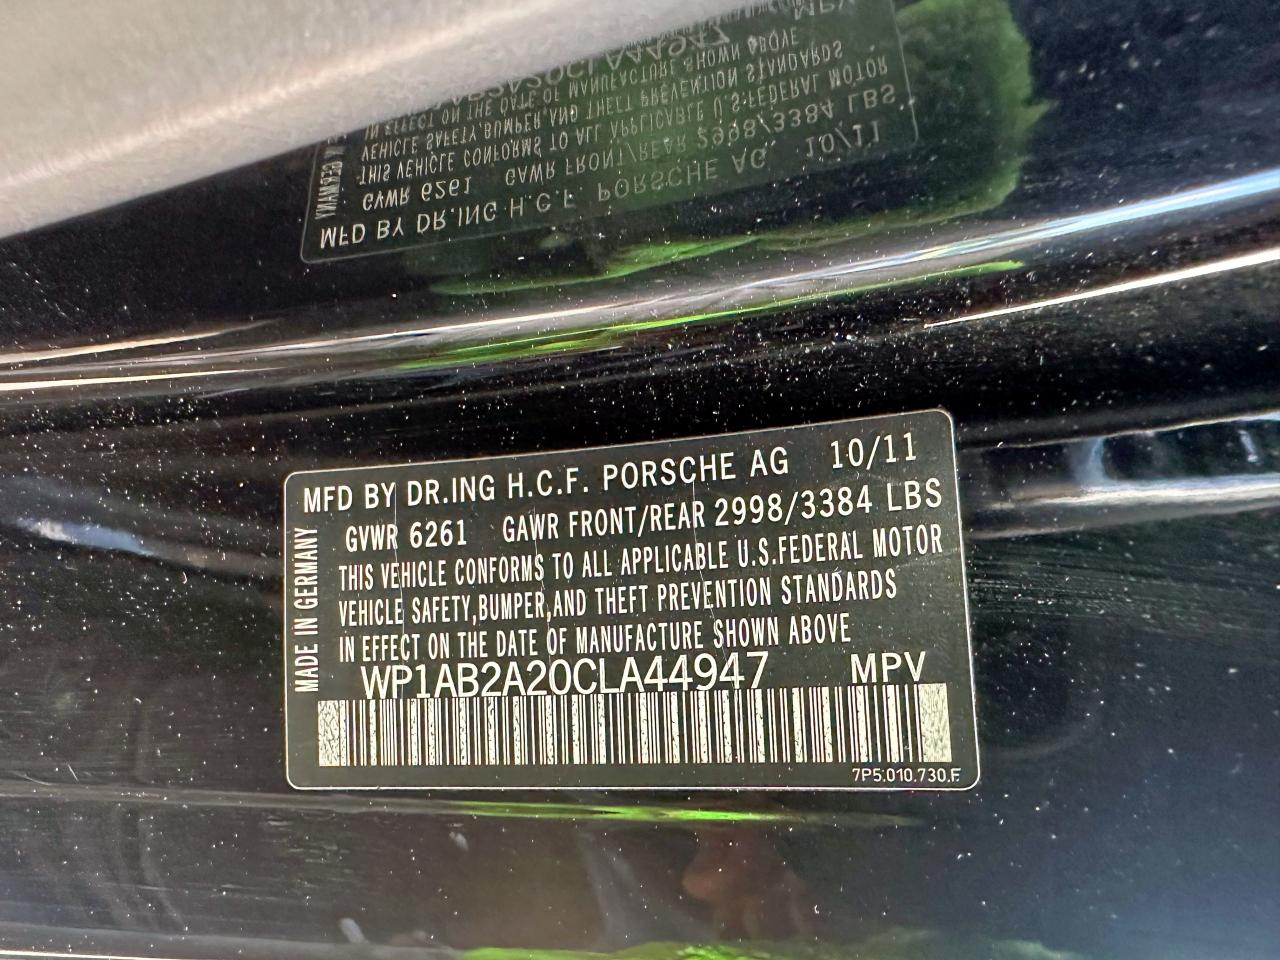 MFD BY DR.ING H.C.F. PORSCHE AG 10/11
GVWR 6261 GAWR FRONT/REAR 2998/3384 LBS
THIS VEHICLE CONFORMS TO ALL APPLICABLE U.S.FEDERAL MOTOR
VEHICLE SAFETY,BUMPER,AND THEFT PREVENTION STANDARDS
IN EFFECT ON THE DATE OF MANUFACTURE SHOWN ABOVE
MADE IN GERMANY
WP1AB2A20CLA44947 MPV
7P5.010.730.F